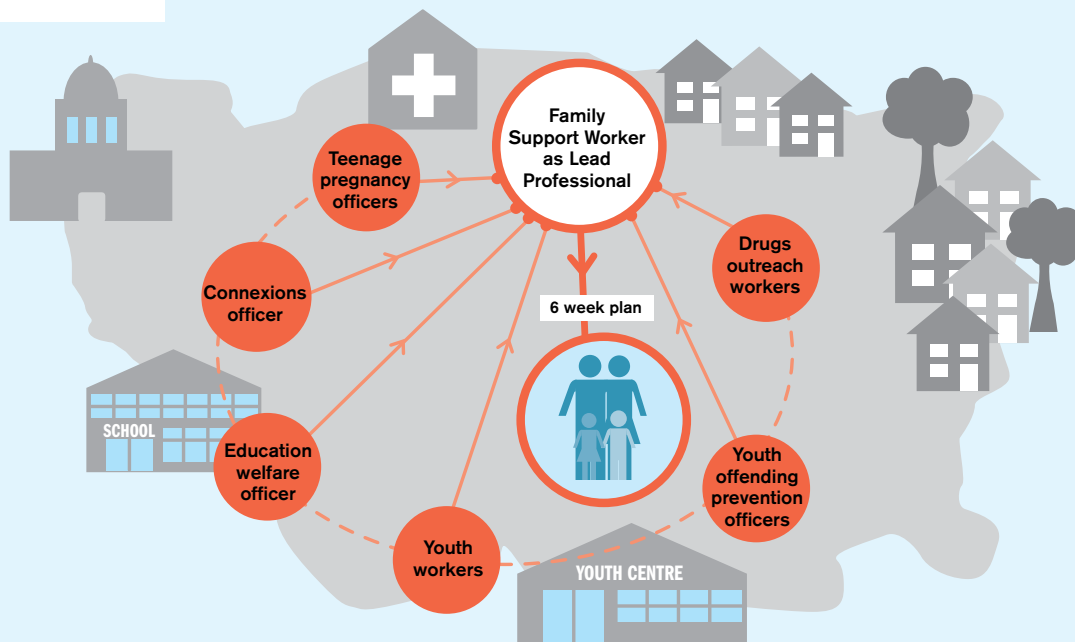 Family
Support Worker
as Lead
Professional
Teenage
pregnancy
officers
Drugs
outreach
workers
Connexions
officer
6 week plan
SCHOOL
Education
welfare
officer
Youth
offending
prevention
officers
Youth
workers
YOUTH CENTRE